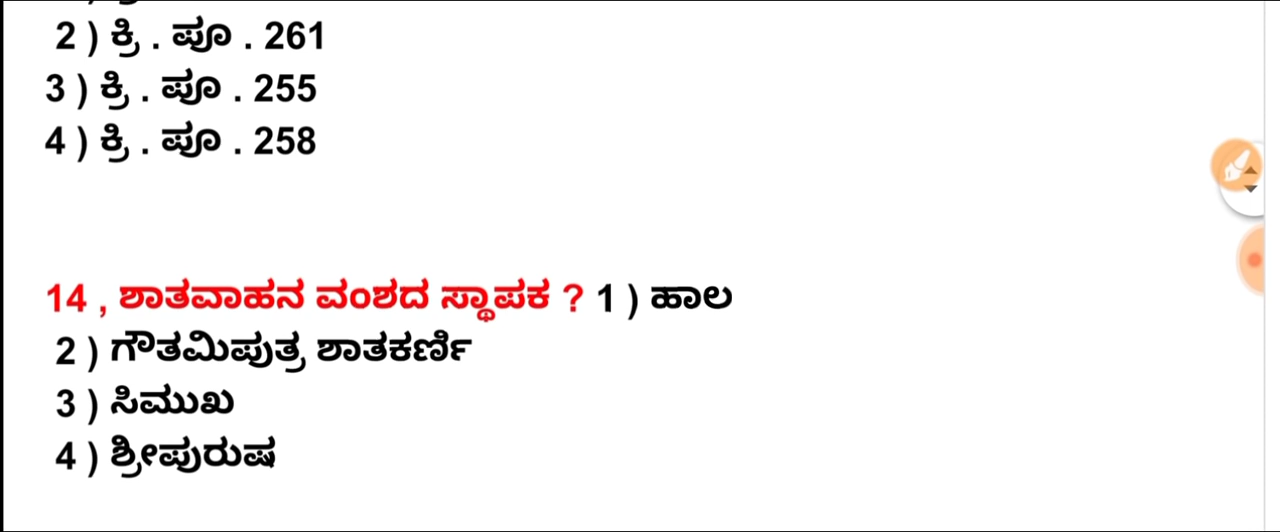 2 ) ಕ್ರಿ . ಪೂ . 261
3 ) ಕ್ರಿ . ಪೂ . 255
4 ) ಕ್ರಿ . ಪೂ . 258
14 , ಶಾತವಾಹನ ವಂಶದ ಸ್ಥಾಪಕ ? 1 ) ಹಾಲ
2 ) ಗೌತಮಿಪುತ್ರ ಶಾತಕರ್ಣಿ
3 ) ಸಿಮುಖ
4 ) ಶ್ರೀಪುರುಷ